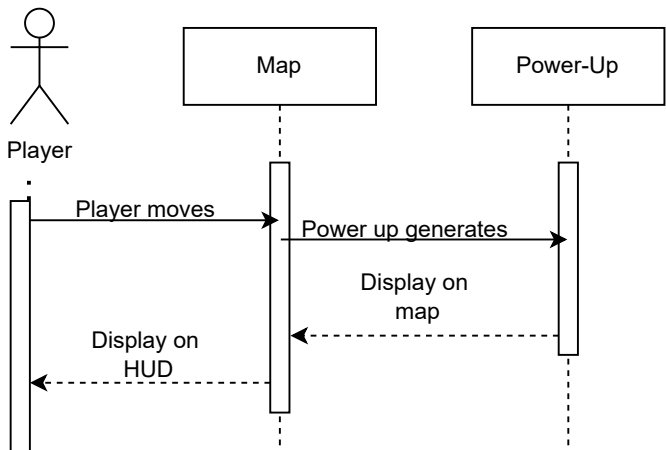 Map
Power-Up
Player
Player moves
Power up generates
Display on
map
Display on
HUD